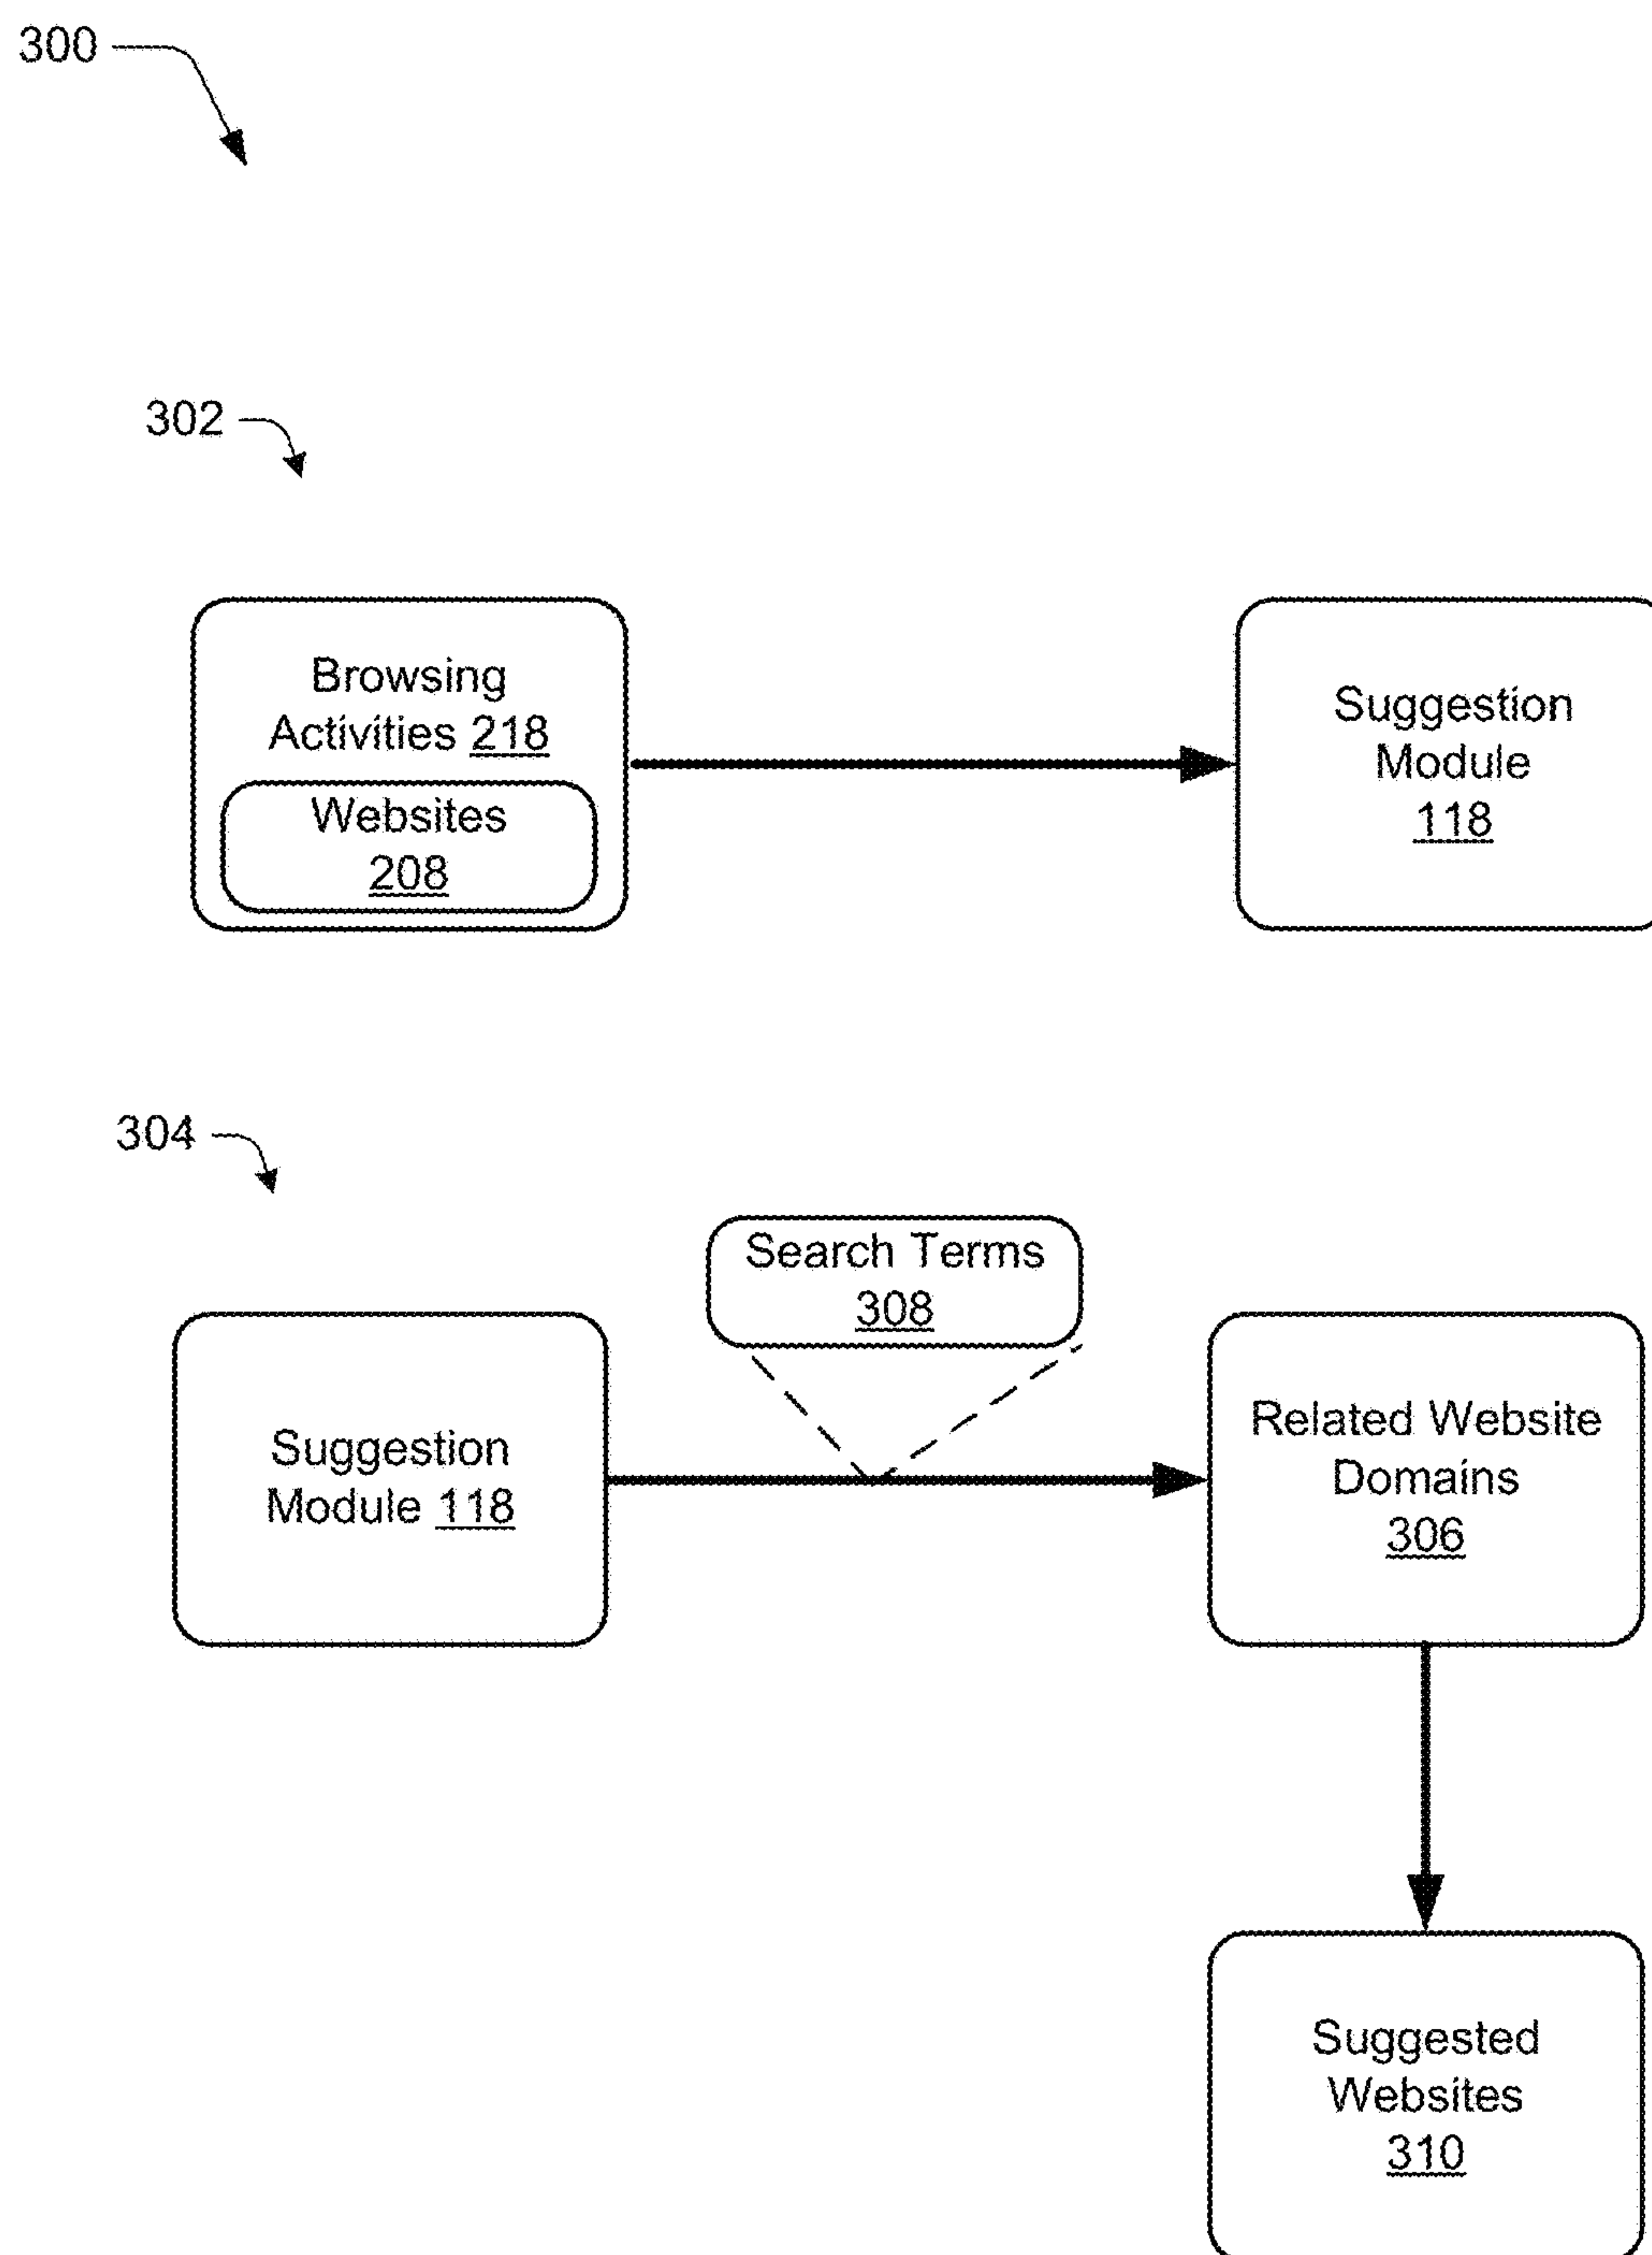 300
302
Browsing
Activities 218
Websites
208
Suggestion
Module
118
304
Search Terms
308
Suggestion
Module 118
Related Website
Domains
306
Suggested
Websites
310